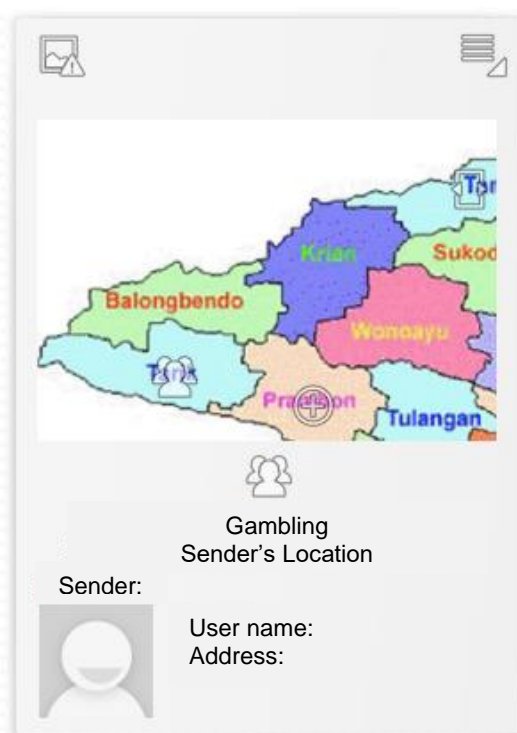 Krian
Sukod
Balongbendo
Wonoayu
Tulangan
Gambling
Sender's Location
Sender:
User name:
Address: